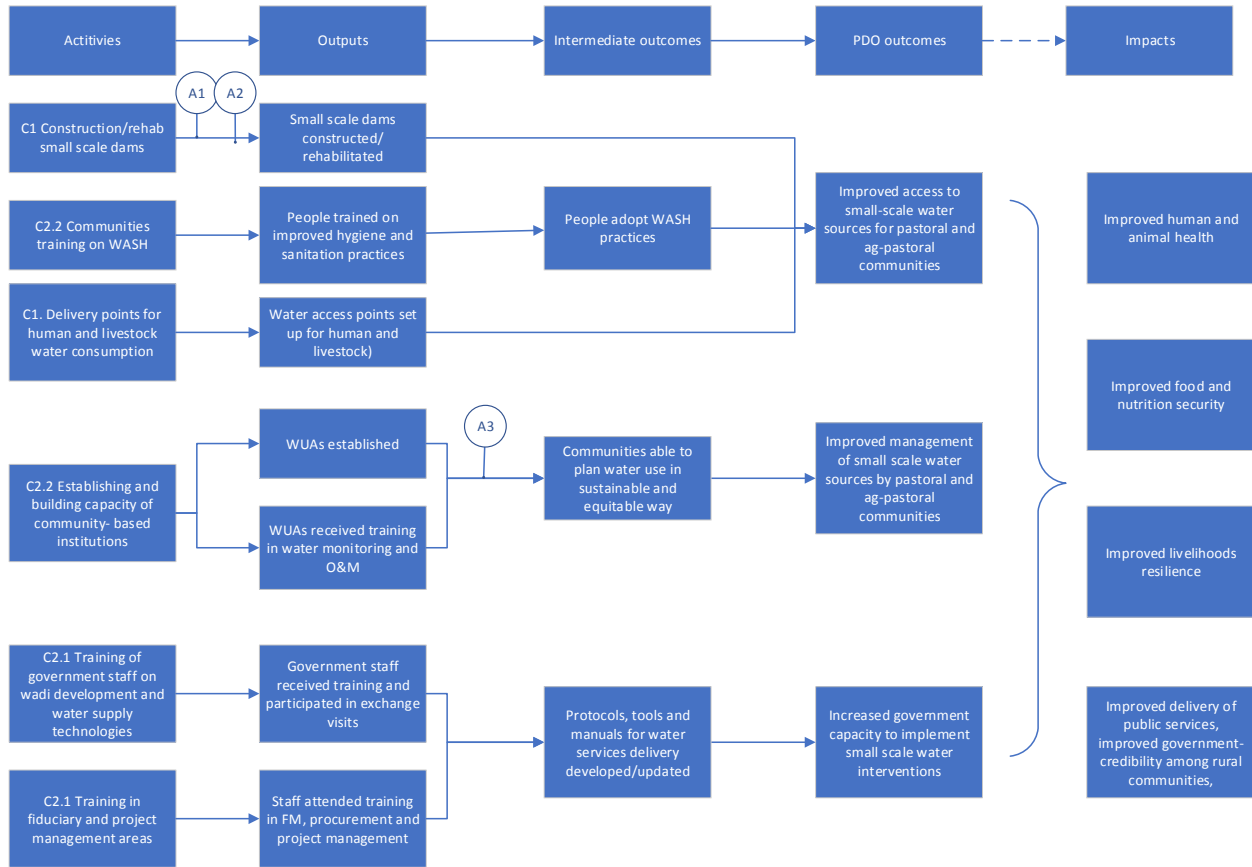 Actitivies
Outputs
Intermediate outcomes
PDO outcomes
Impacts
A1
A2
C1 Construction/rehab
small scale dams
Small scale dams
constructed/
rehabilitated
C2.2 Communities
training on WASH
People trained on
improved hygiene and
sanitation practices
People adopt WASH
practices
Improved access to
small-scale water
sources for pastoral and
ag-pastoral
communities
Improved human and
animal health
C1. Delivery points for
human and livestock
water consumption
Water access points set
up for human and
livestock)
Improved food and
nutrition security
A3
C2.2 Establishing and
building capacity of
community- based
institutions
WUAs established
WUAs received training
in water monitoring and
O&M
Communities able to
plan water use in
sustainable and
equitable way
Improved management
of small scale water
sources by pastoral and
ag-pastoral
communities
Improved livelihoods
resilience
C2.1 Training of
government staff on
wadi development and
water supply
technologies
Government staff
received training and
participated in exchange
visits
Protocols, tools and
manuals for water
services delivery
developed/updated
Increased government
capacity to implement
small scale water
interventions
Improved delivery of
public services,
improved government-
credibility among rural
communities,
C2.1 Training in
fiduciary and project
management areas
Staff attended training
in FM, procurement and
project management